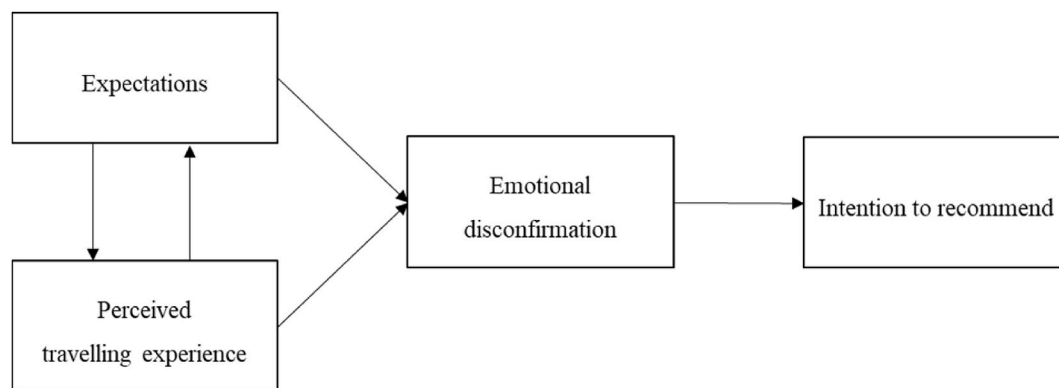 Expectations
Emotional
disconfirmation
Intention to recommend
Perceived
travelling experience